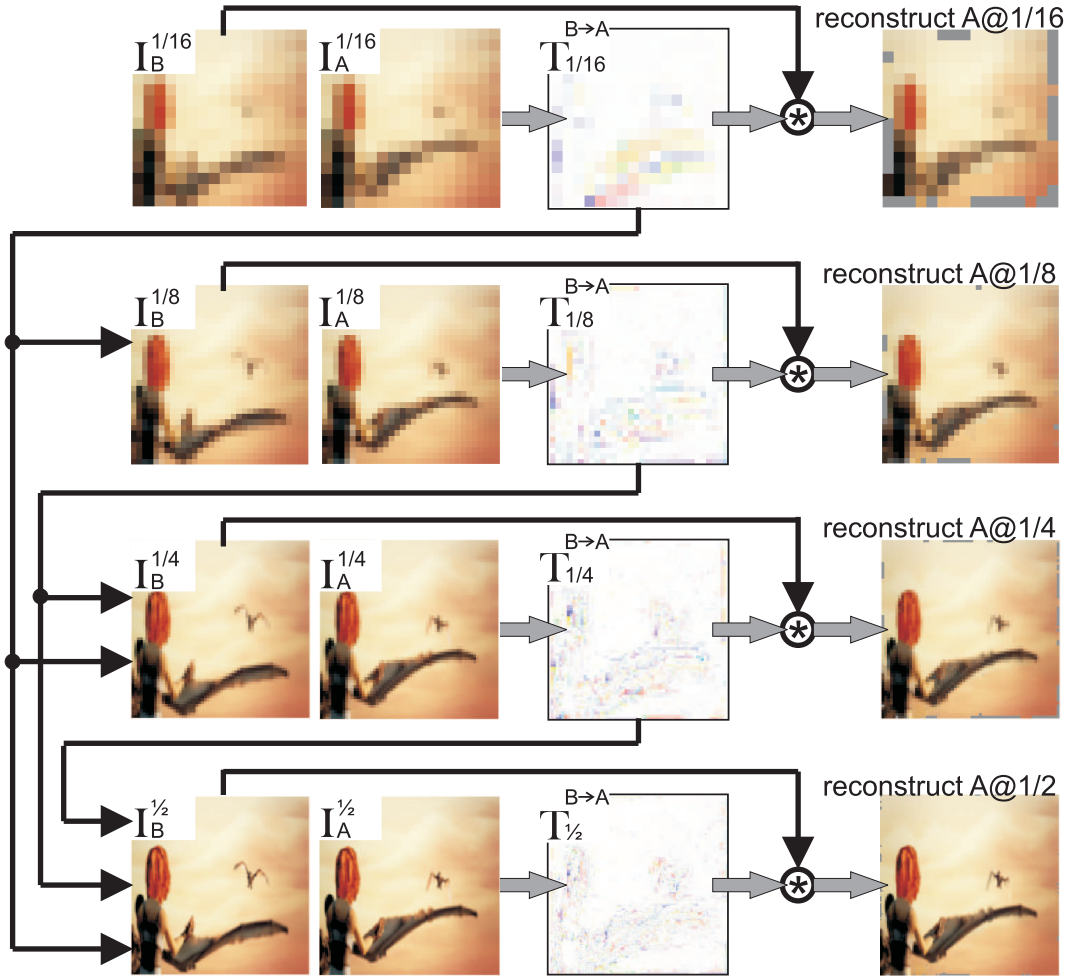 reconstruct A@1/16
I_B^1/16 I_A^1/16 T_1/16^B→A
*
reconstruct A@1/8
I_B^1/8 I_A^1/8 T_1/8^B→A
*
reconstruct A@1/4
I_B^1/4 I_A^1/4 T_1/4^B→A
*
reconstruct A@1/2
I_B^½ I_A^½ T_½^B→A
*